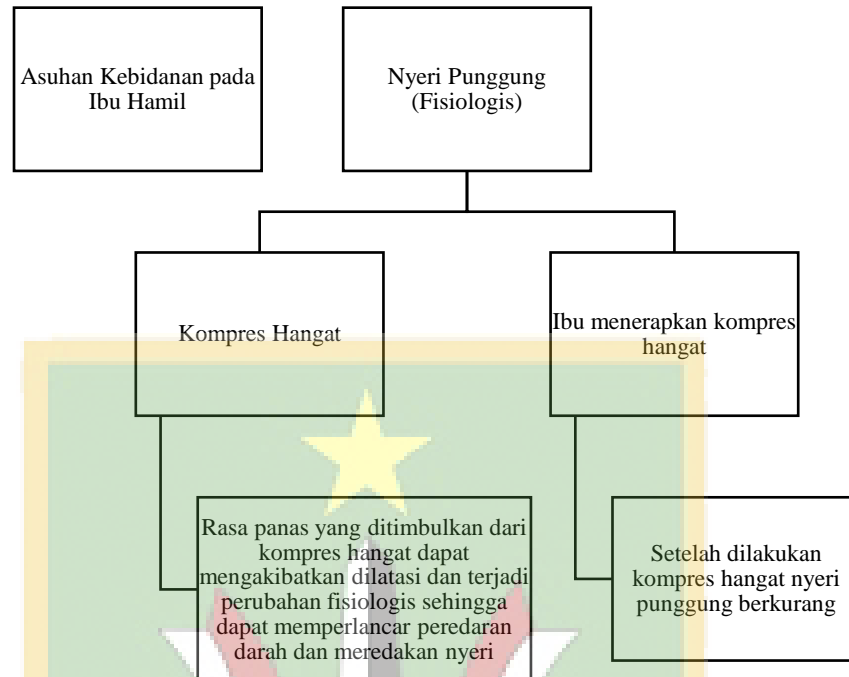 Asuhan Kebidanan pada
Ibu Hamil
Nyeri Punggung
(Fisiologis)
Kompres Hangat
Ibu menerapkan kompres
hangat
Rasa panas yang ditimbulkan dari
kompres hangat dapat
mengakibatkan dilatasi dan terjadi
perubahan fisiologis sehingga
dapat memperlancar peredaran
darah dan meredakan nyeri
Setelah dilakukan
kompres hangat nyeri
punggung berkurang